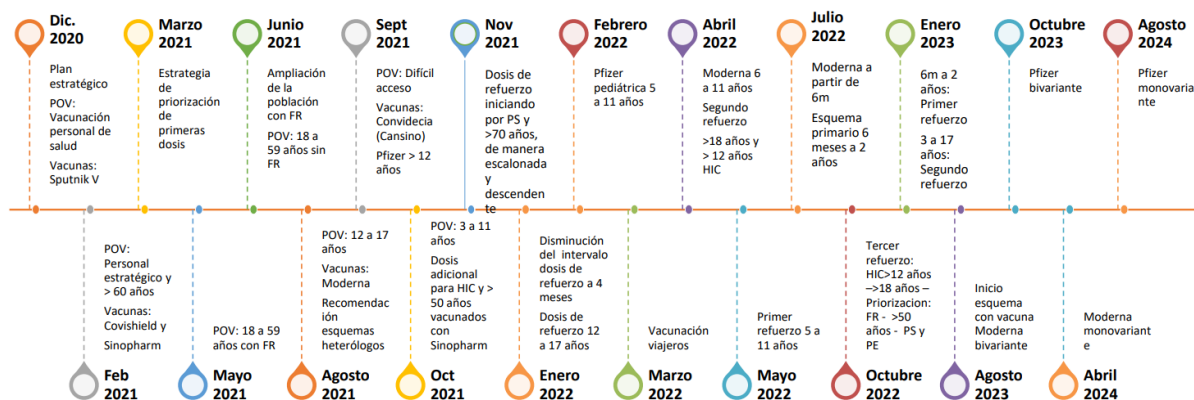 Dic.
2020
Plan
estratégico
POV:
Vacunación
personal de
salud
Vacunas:
Sputnik V
Marzo
2021
Estrategia
de
priorización
de
primeras
dosis
Junio
2021
Ampliación
de la
población
con FR
POV: 18 a
59 años sin
FR
Sept
2021
POV: Difícil
acceso
Vacunas:
Convidecia
(Cansino)
Pfizer > 12
años
Nov
2021
Dosis de
refuerzo
iniciando
por PS y
>70 años,
de manera
escalonada
y
descenden
te
Febrero
2022
Pfizer
pediátrica 5
a 11 años
Abril
2022
Moderna 6
a 11 años
Segundo
refuerzo
>18 años y
> 12 años
HIC
Julio
2022
Moderna a
partir de
6m
Esquema
primario 6
meses a 2
años
Enero
2023
6m a 2
años:
Primer
refuerzo
3 a 17
años:
Segundo
refuerzo
Octubre
2023
Pfizer
bivariante
Agosto
2024
Pfizer
monovaria
nte
POV:
Personal
estratégico y
> 60 años
Vacunas:
Covishield y
Sinopharm
Feb
2021
POV: 18 a 59
años con FR
Mayo
2021
POV: 12 a 17
años
Vacunas:
Moderna
Recomendac
ión
esquemas
heterólogos
Agosto
2021
POV: 3 a 11
años
Dosis
adicional
para HIC y >
50 años
vacunados
con
Sinopharm
Oct
2021
Disminución
del intervalo
dosis de
refuerzo a 4
meses
Dosis de
refuerzo 12
a 17 años
Enero
2022
Vacunación
viajeros
Marzo
2022
Primer
refuerzo 5 a
11 años
Mayo
2022
Tercer
refuerzo:
HIC>12 años
–>18 años –
Priorizacion:
FR - >50
años - PS y
PE
Octubre
2022
Inicio
esquema
con vacuna
Moderna
bivariante
Agosto
2023
Moderna
monovariant
e
Abril
2024